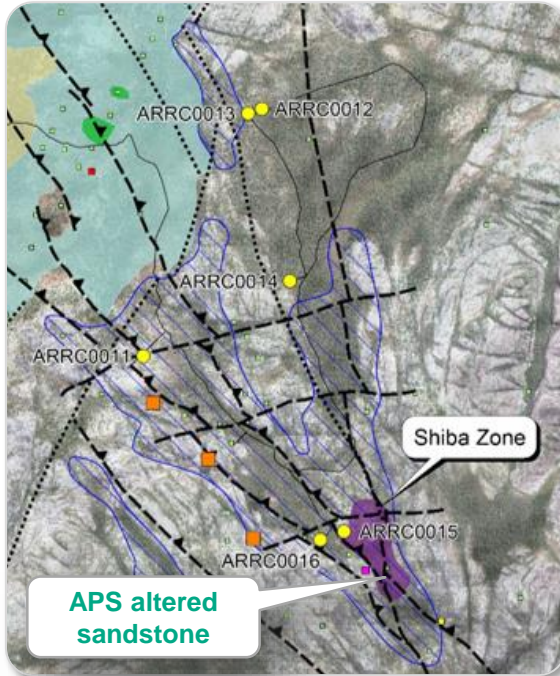 ARRC0013
ARRC0012
ARRC0014
ARRC0011
Shiba Zone
ARRC0015
ARRC0016
APS altered
sandstone